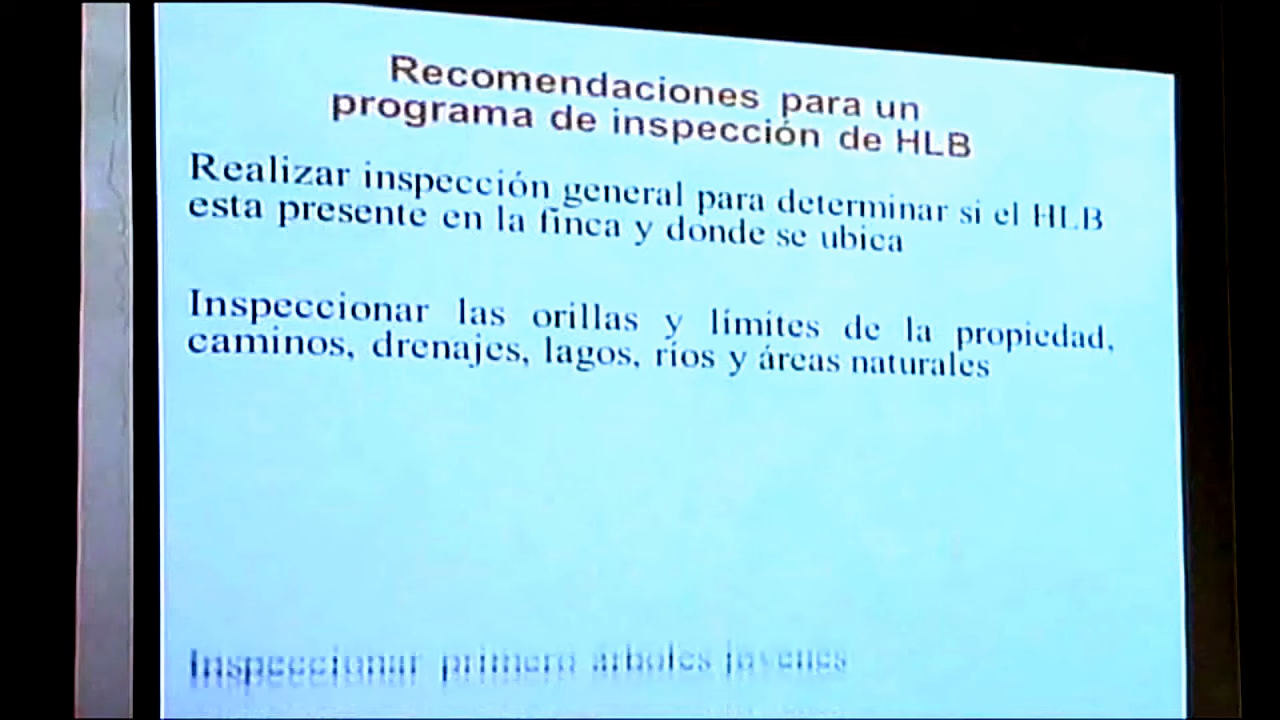 Recomendaciones para un
programa de inspección de HLB
Realizar inspección general para determinar si el HLB
esta presente en la finca y donde se ubica
Inspeccionar las orillas y límites de la propiedad,
caminos, drenajes, lagos, ríos y áreas naturales
Inspeccionar primero arboles jovenes